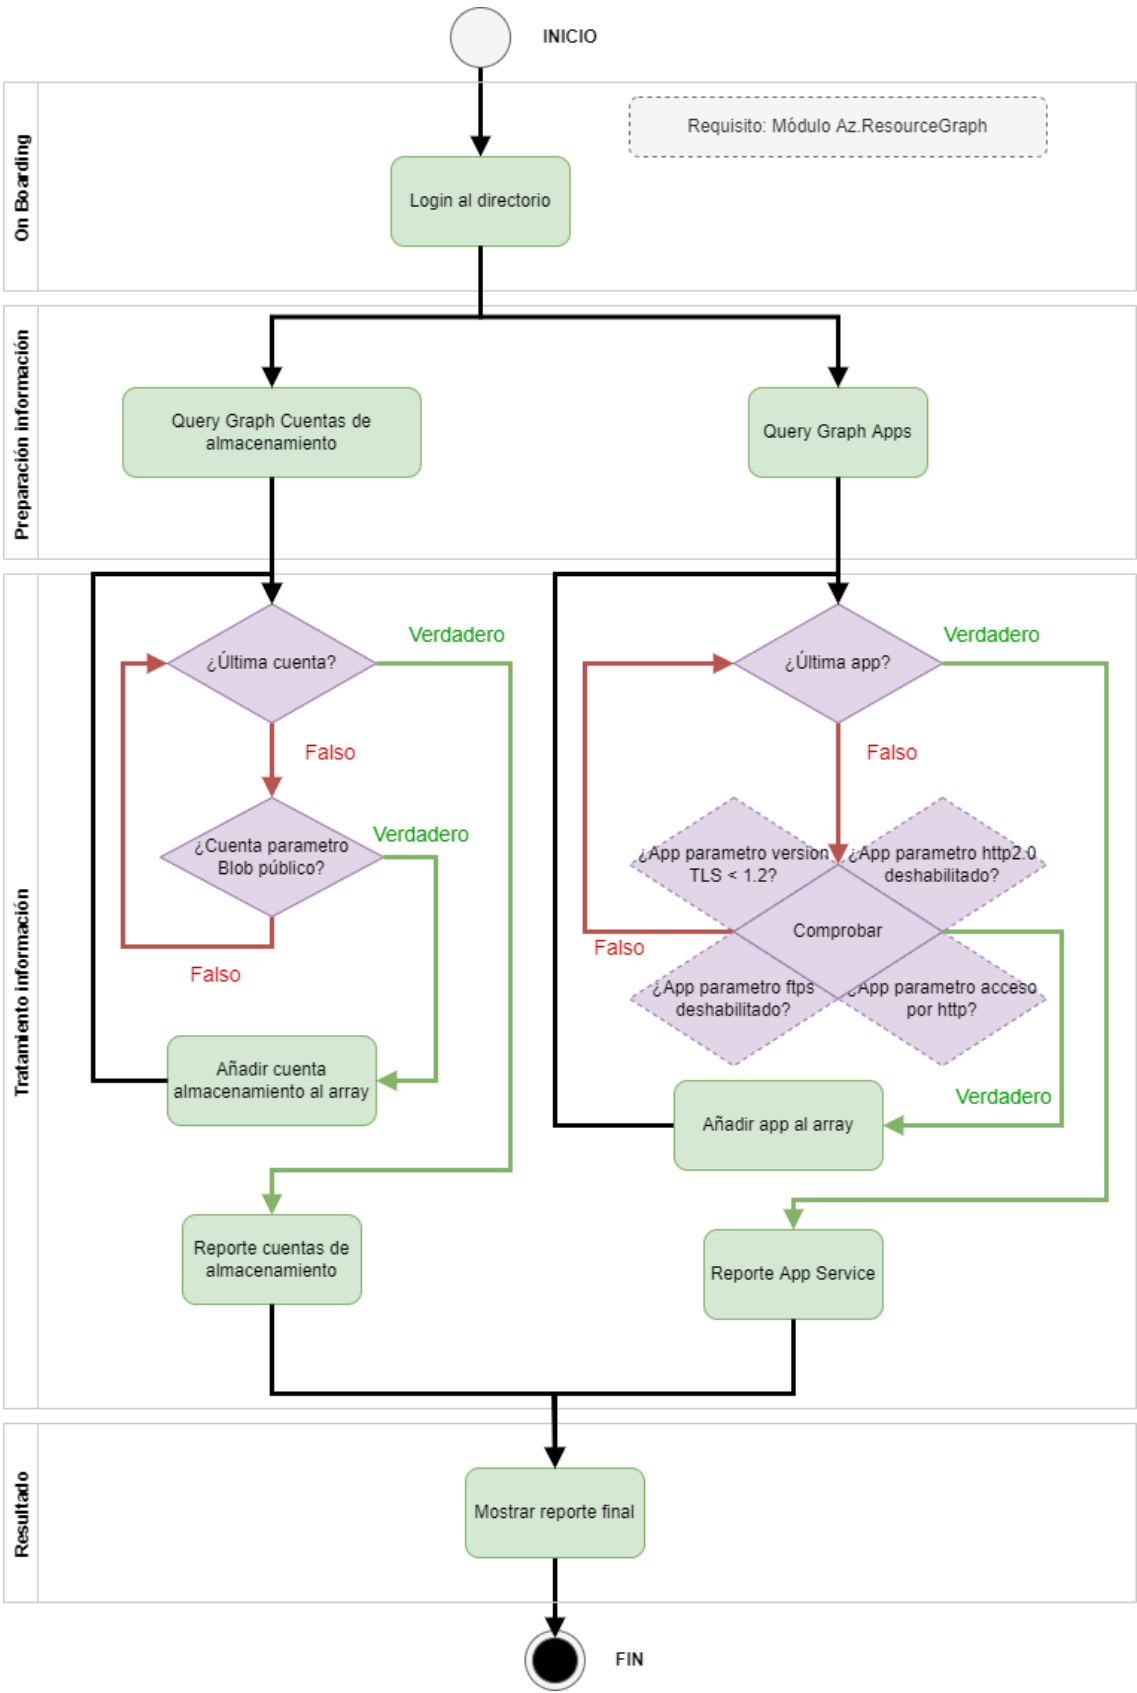 INICIO
On Boarding
Requisito: Módulo Az.ResourceGraph
Login al directorio
Preparación información
Query Graph Cuentas de
almacenamiento
Query Graph Apps
Tratamiento información
¿Última cuenta?
Verdadero
Falso
¿Cuenta parametro
Blob público?
Verdadero
Falso
Añadir cuenta
almacenamiento al array
Reporte cuentas de
almacenamiento
¿Última app?
Verdadero
Falso
¿App parametro version
TLS < 1.2?
¿App parametro http2.0
deshabilitado?
Comprobar
Falso
¿App parametro ftps
deshabilitado?
¿App parametro acceso
por http?
Verdadero
Añadir app al array
Reporte App Service
Resultado
Mostrar reporte final
FIN